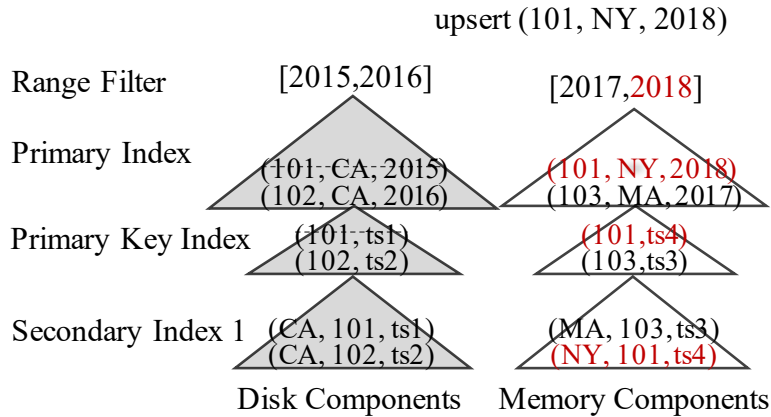 upsert (101, NY, 2018)
Range Filter [2015,2016] [2017,2018]
Primary Index (101, CA, 2015) (101, NY, 2018)
(102, CA, 2016) (103, MA,2017)
Primary Key Index (101, ts1) (101,ts4)
(102, ts2) (103,ts3)
Secondary Index 1 (CA, 101, ts1) (MA, 103,ts3)
(CA, 102, ts2) (NY, 101,ts4)
Disk Components Memory Components